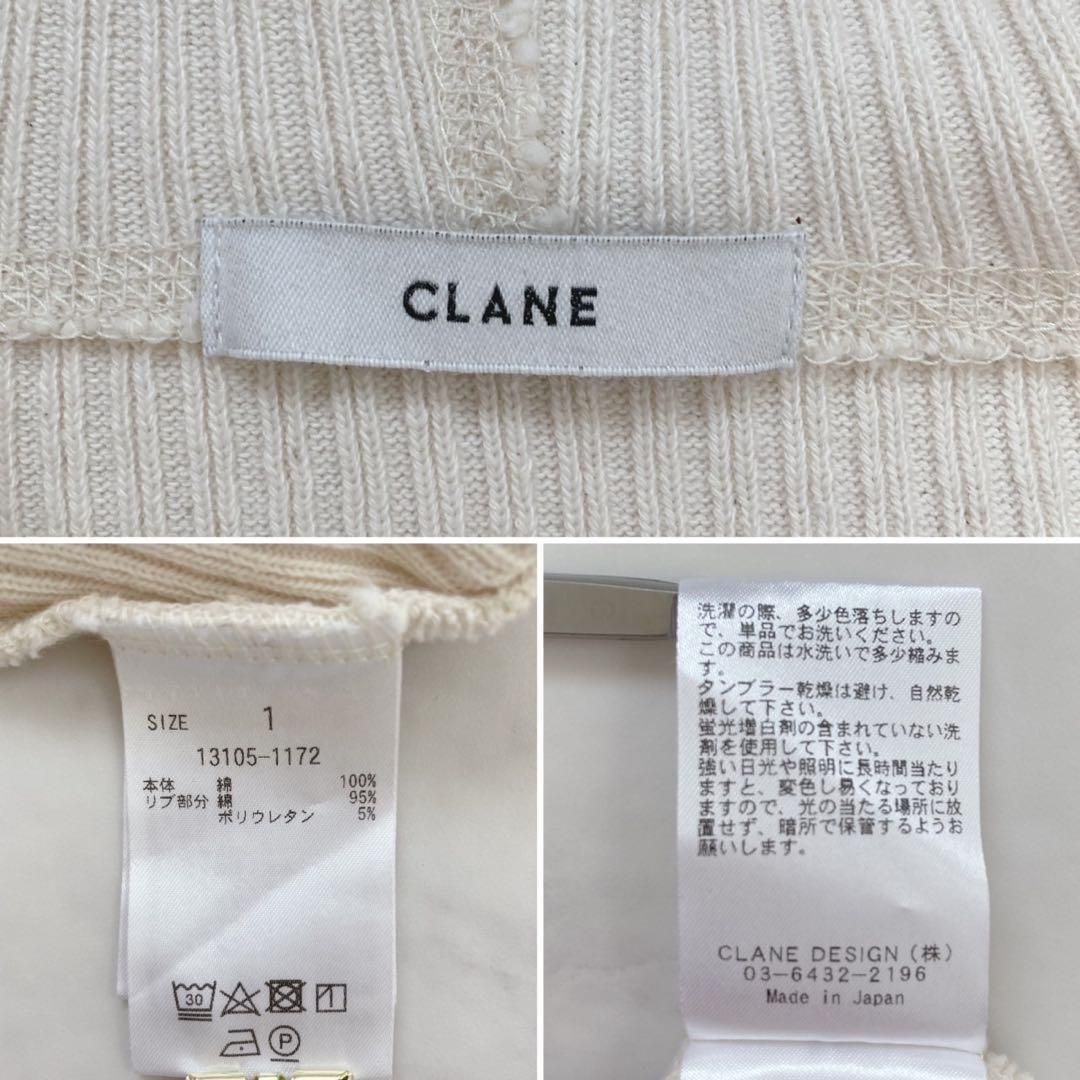 CLANE
SIZE 1
13105-1172
本体 綿 100%
リブ部分 綿 95%
ポリウレタン 5%
30
P
洗濯の際、多少色落ちしますの
で、単品でお洗いください。
この商品は水洗いで多少縮みま
す。
タンブラー乾燥は避け、自然乾
燥して下さい。
蛍光増白剤の含まれていない洗
剤を使用して下さい。
強い日光や照明に長時間当たり
ますと、変色し易くなっており
ますので、光の当たる場所に放
置せず、暗所で保管するようお
願いします。
CLANE DESIGN (株)
03-6432-2196
Made in Japan